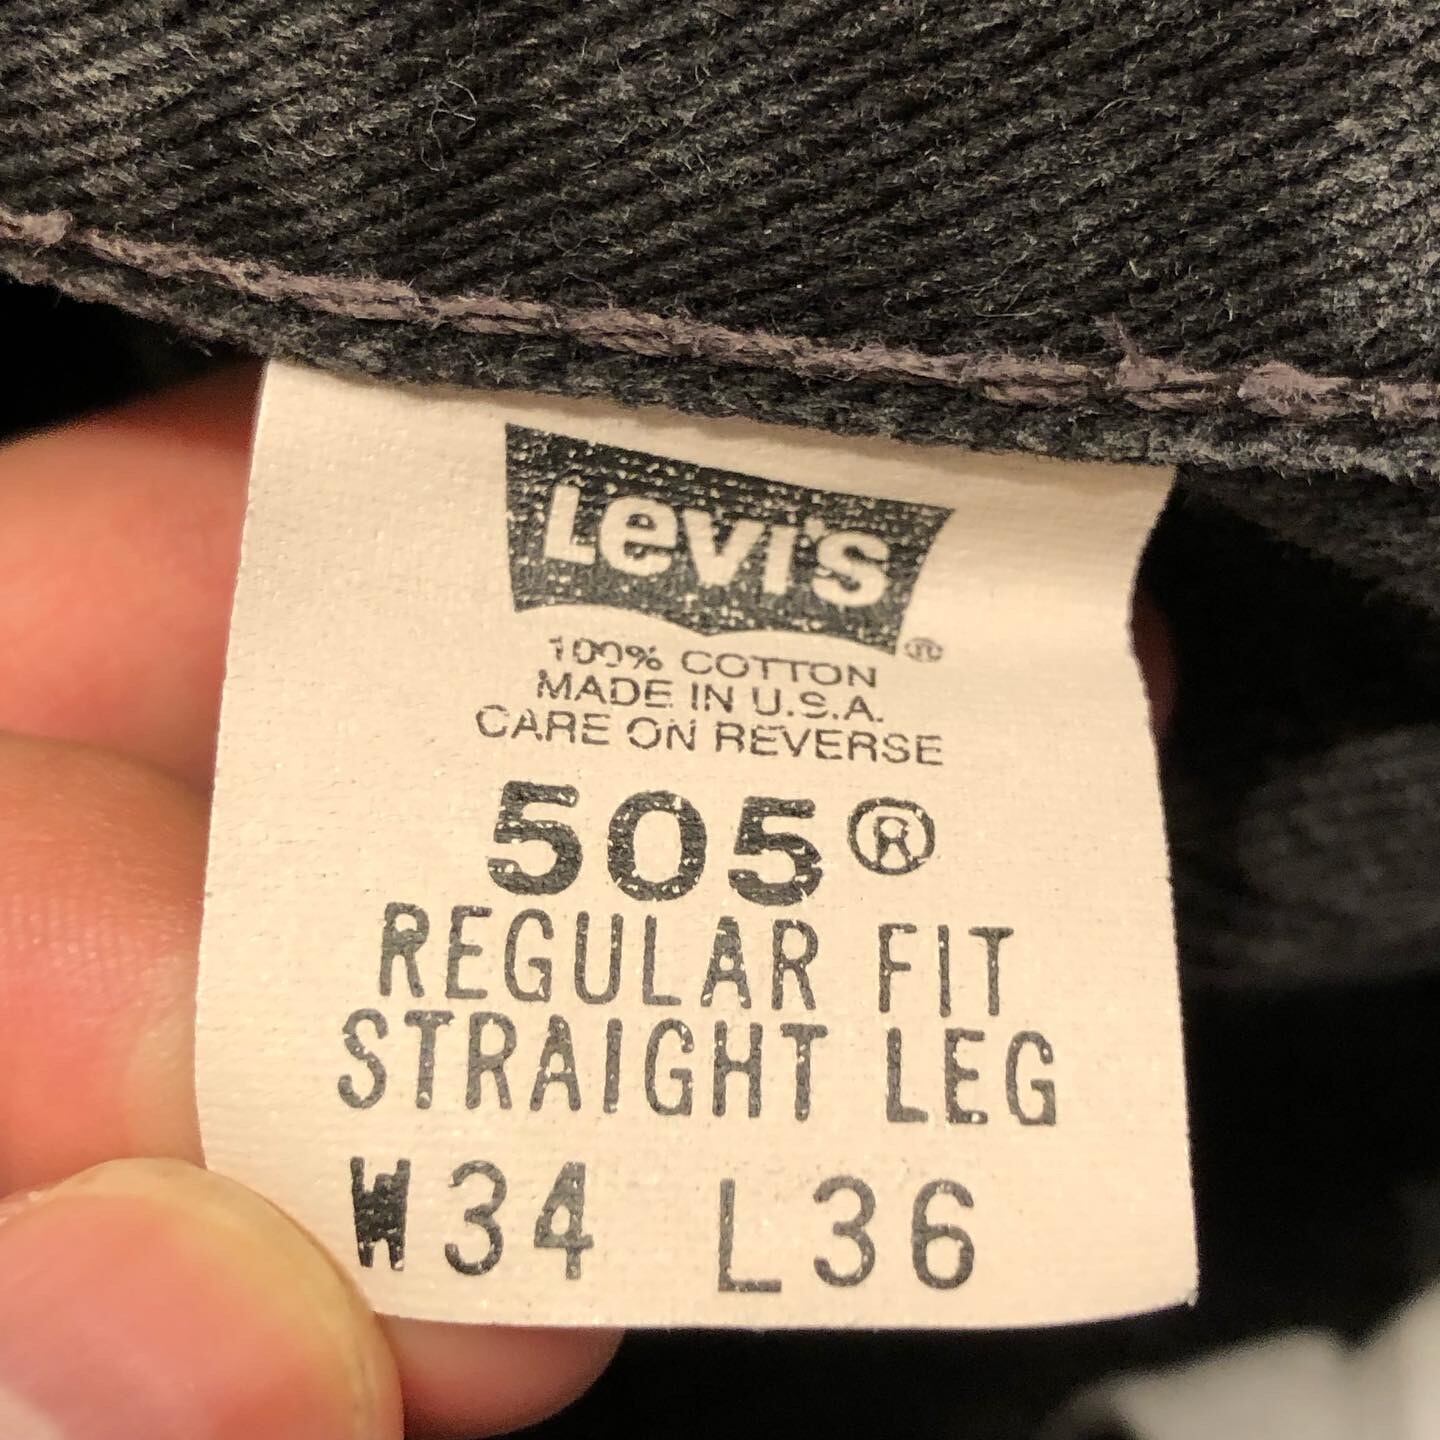 Levi's ®
100% COTTON
MADE IN U.S.A.
CARE ON REVERSE
505®
REGULAR FIT
STRAIGHT LEG
W34 L36